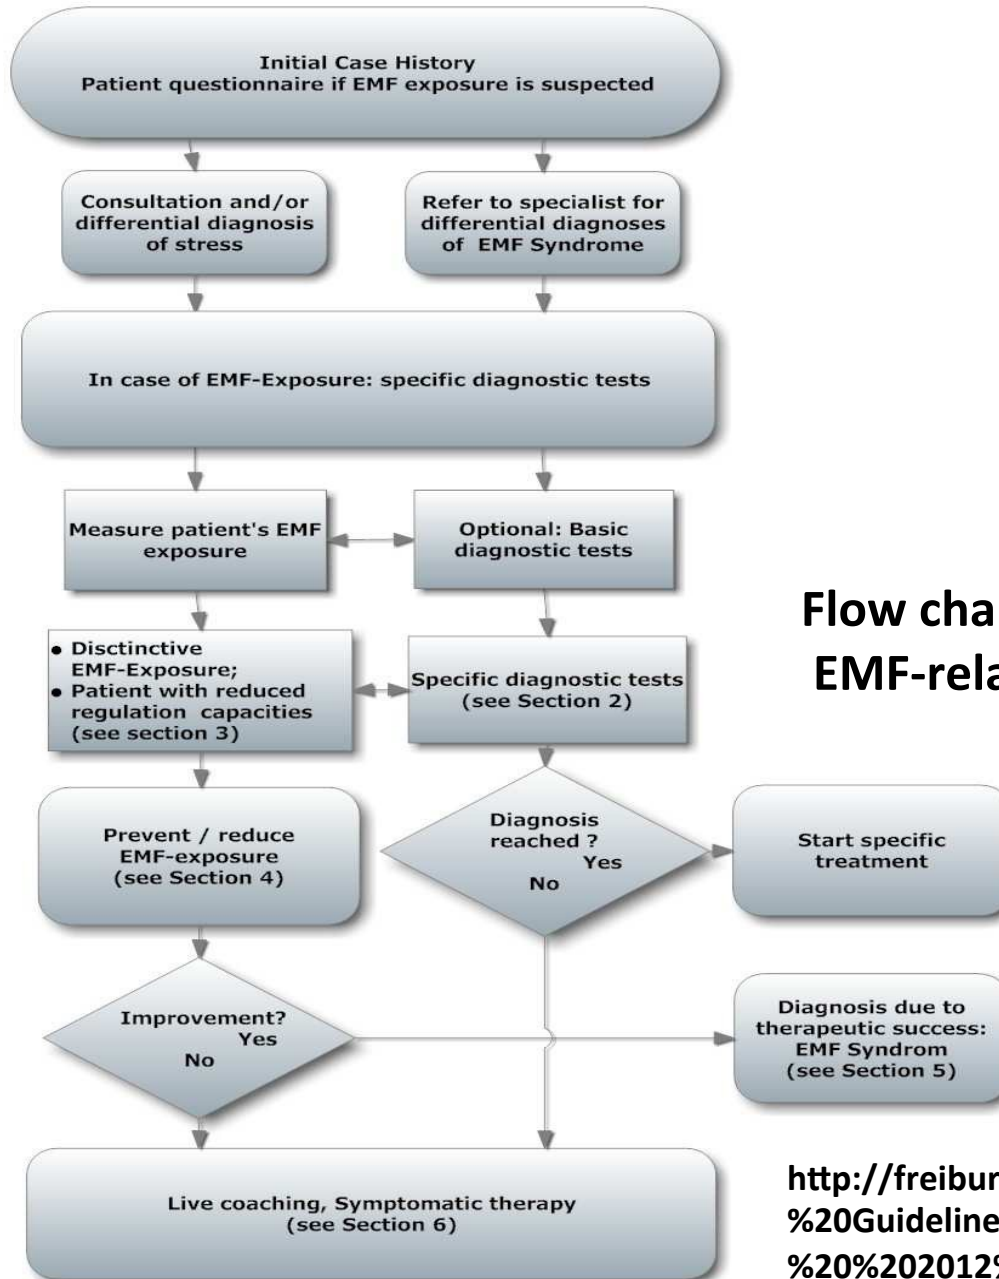 Initial Case History
Patient questionnaire if EMF exposure is suspected
Consultation and/or
differential diagnosis
of stress
Refer to specialist for
differential diagnoses
of EMF Syndrome
In case of EMF-Exposure: specific diagnostic tests
Measure patient's EMF
exposure
Optional: Basic
diagnostic tests
• Disctinctive
EMF-Exposure;
• Patient with reduced
regulation capacities
(see section 3)
Specific diagnostic tests
(see Section 2)
Flow cha
EMF-rela
Prevent / reduce
EMF-exposure
(see Section 4)
Diagnosis
reached ?
Yes
No
Start specific
treatment
Improvement?
Yes
No
Diagnosis due to
therapeutic success:
EMF Syndrom
(see Section 5)
Live coaching, Symptomatic therapy
(see Section 6)
http://freibur
%20Guideline
%20%202012%